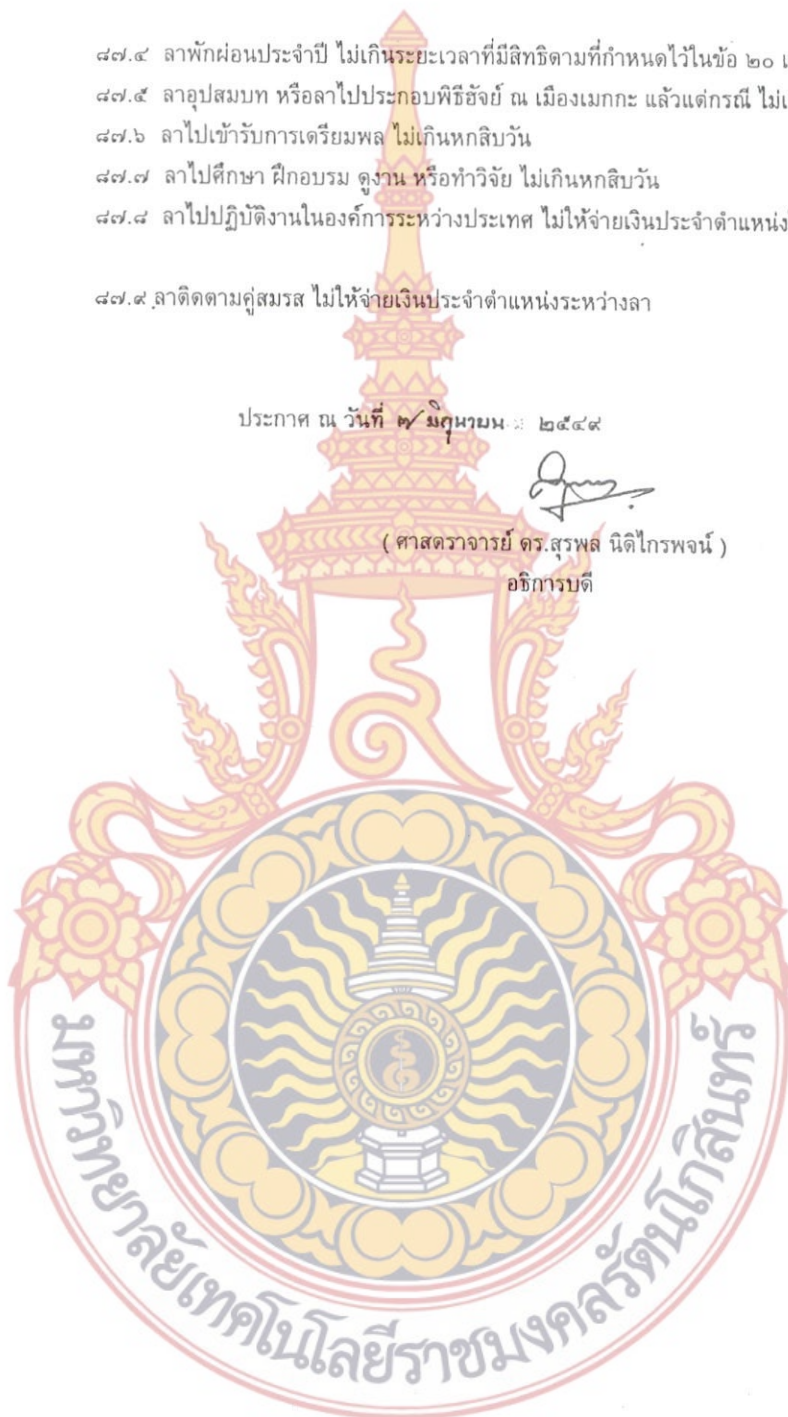 ๘๗.๔ ลาพักผ่อนประจำปี ไม่เกินระยะเวลาที่มีสิทธิตามที่กำหนดไว้ในข้อ ๒๐
๘๗.๕ ลาอุปสมบท หรือลาไปประกอบพิธีฮัจย์ ณ เมืองเมกกะ แล้วแต่กรณี
๘๗.๖ ลาไปเข้ารับการเตรียมพล ไม่เกินหกสิบวัน
๘๗.๗ ลาไปศึกษา ฝึกอบรม ดูงาน หรือทำวิจัย ไม่เกินหกสิบวัน
๘๗.๘ ลาไปปฏิบัติงานในองค์การระหว่างประเทศ ไม่ให้จ่ายเงินประจำตำแหน่ง
๘๗.๙ ลาติดตามคู่สมรส ไม่ให้จ่ายเงินประจำตำแหน่งระหว่างลา
ประกาศ ณ วันที่ ๗ มิถุนายน ๒๕๔๙
( ศาสตราจารย์ ดร.สุรพล นิติไกรพจน์ )
อธิการบดี
มหาวิทยาลัยเทคโนโลยีราชมงคลรัตนโกสินทร์